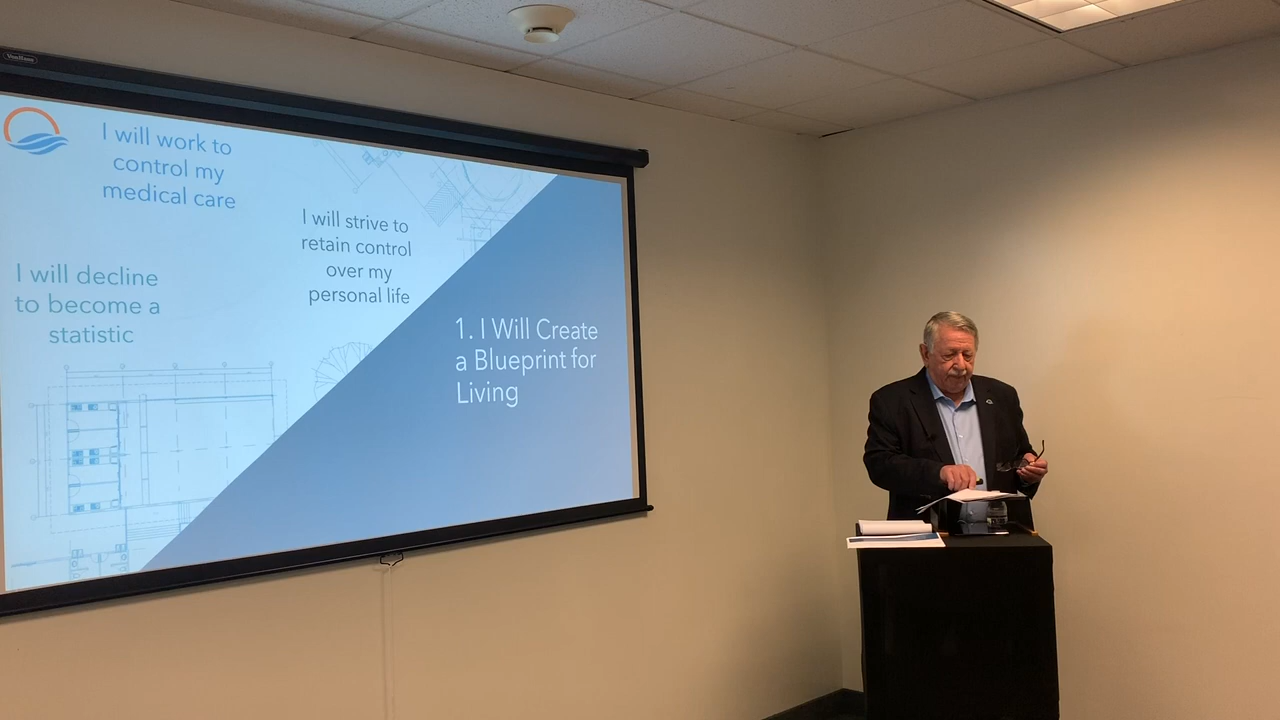 I will work to
control my
medical care
I will strive to
retain control
over my
personal life
I will decline
to become a
statistic
1. I Will Create
a Blueprint for
Living